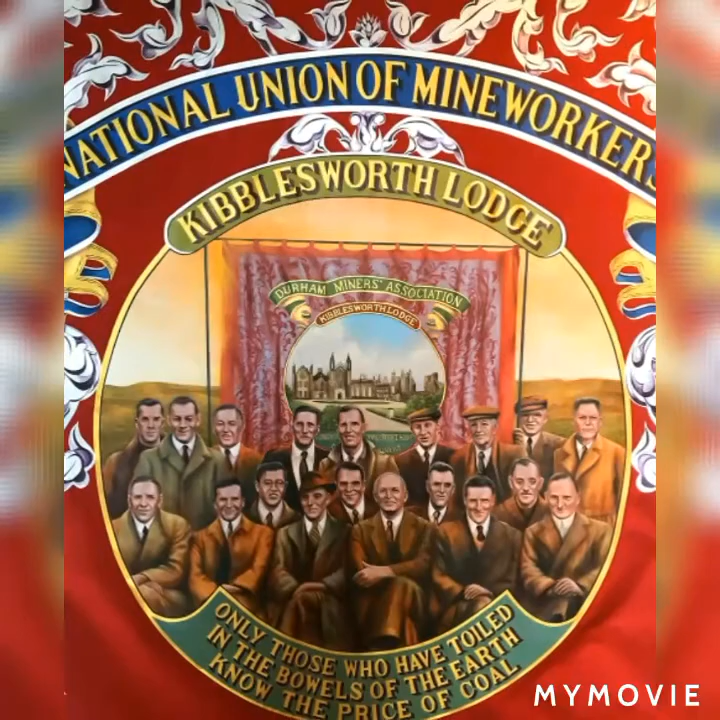 NATIONAL UNION OF MINEWORKERS
KIBBLESWORTH LODGE
DURHAM MINERS' ASSOCIATION
KIBBLESWORTH LODGE
ONLY THOSE WHO HAVE TOILED
IN THE BOWELS OF THE EARTH
KNOW THE PRICE OF COAL
MYMOVIE